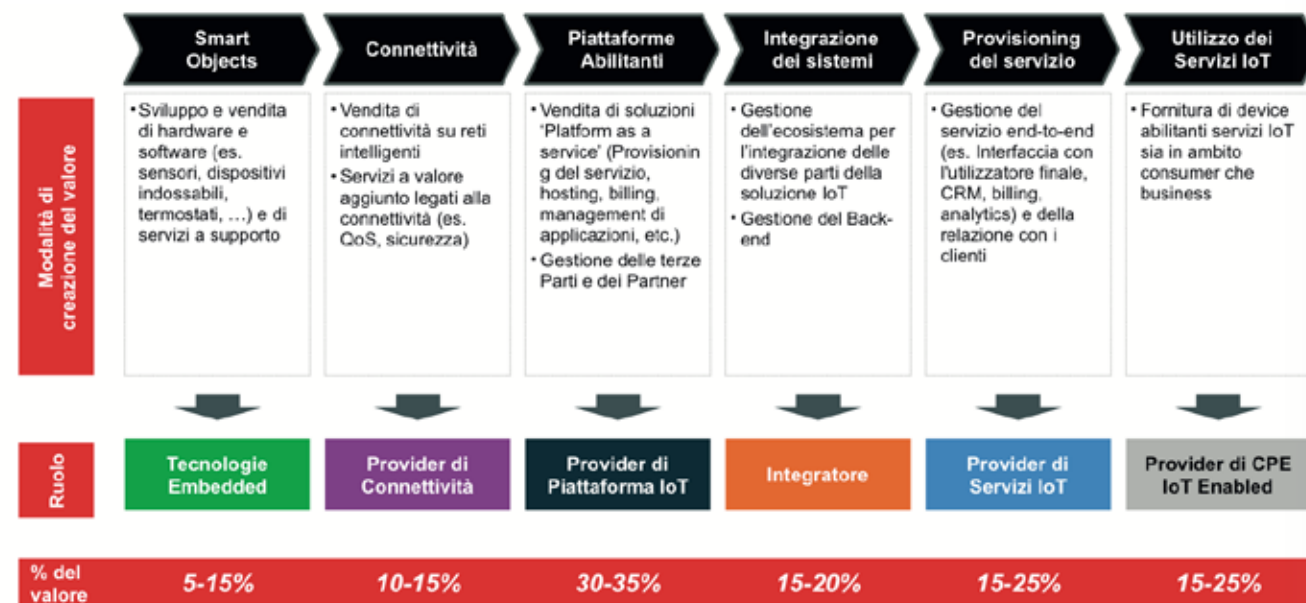 Smart
Objects
Connettività
Piattaforme
Abilitanti
Integrazione
dei sistemi
Provisioning
del servizio
Utilizzo dei
Servizi IoT
Modalità di
creazione del valore
• Sviluppo e vendita
di hardware e
software (es.
sensori, dispositivi
indossabili,
termostati, ...) e di
servizi a supporto
• Vendita di
connettività su reti
intelligenti
• Servizi a valore
aggiunto legati alla
connettività (es.
QoS, sicurezza)
• Vendita di soluzioni
'Platform as a
service' (Provisionin
g del servizio,
hosting, billing,
management di
applicazioni, etc.)
• Gestione delle terze
Parti e dei Partner
• Gestione
dell'ecosistema per
l'integrazione delle
diverse parti della
soluzione IoT
• Gestione del Back-
end
• Gestione del
servizio end-to-end
(es. Interfaccia con
l'utilizzatore finale,
CRM, billing,
analytics) e della
relazione con i
clienti
• Fornitura di device
abilitanti servizi IoT
sia in ambito
consumer che
business
Ruolo
Tecnologie
Embedded
Provider di
Connettività
Provider di
Piattaforma IoT
Integratore
Provider di
Servizi IoT
Provider di CPE
IoT Enabled
% del
valore
5-15%
10-15%
30-35%
15-20%
15-25%
15-25%